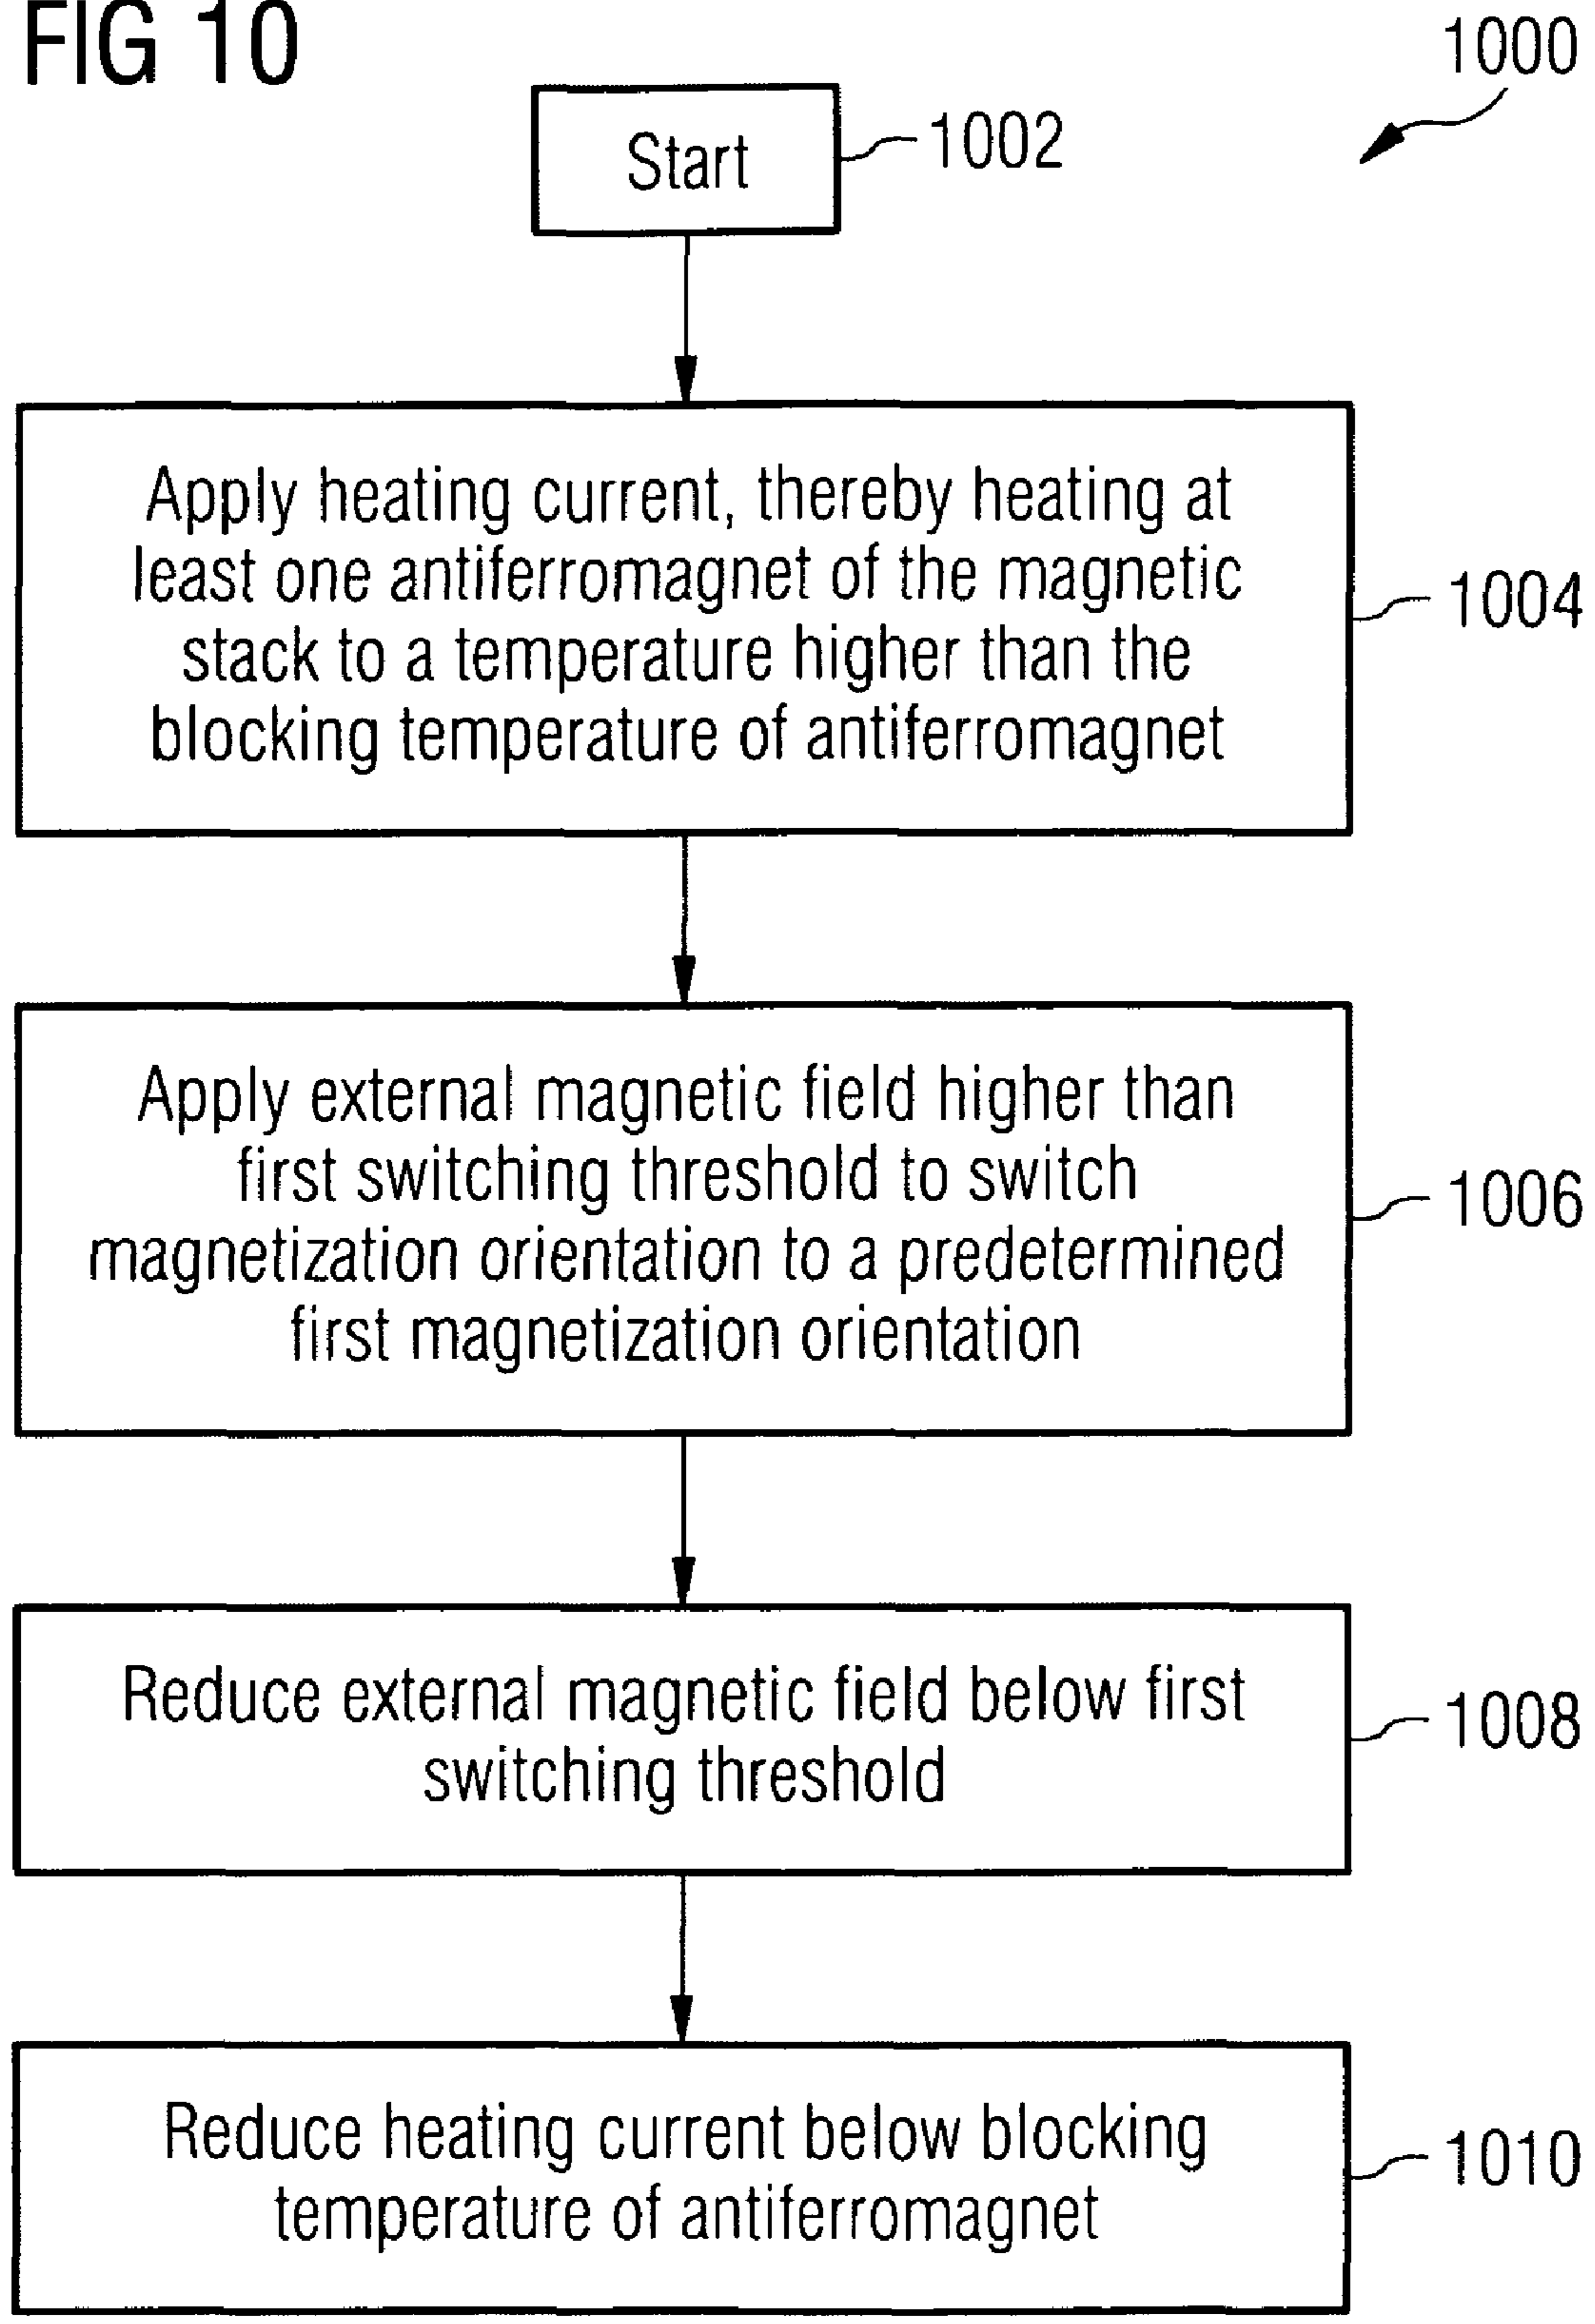 FIG 10
1000
Start
1002
Apply heating current, thereby heating at
least one antiferromagnet of the magnetic
stack to a temperature higher than the
blocking temperature of antiferromagnet
1004
Apply external magnetic field higher than
first switching threshold to switch
magnetization orientation to a predetermined
first magnetization orientation
1006
Reduce external magnetic field below first
switching threshold
1008
Reduce heating current below blocking
temperature of antiferromagnet
1010